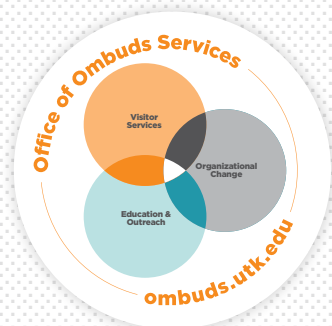 Office of Ombuds Services
Visitor
Services
Organizational
Change
Education &
Outreach
ombuds.utk.edu